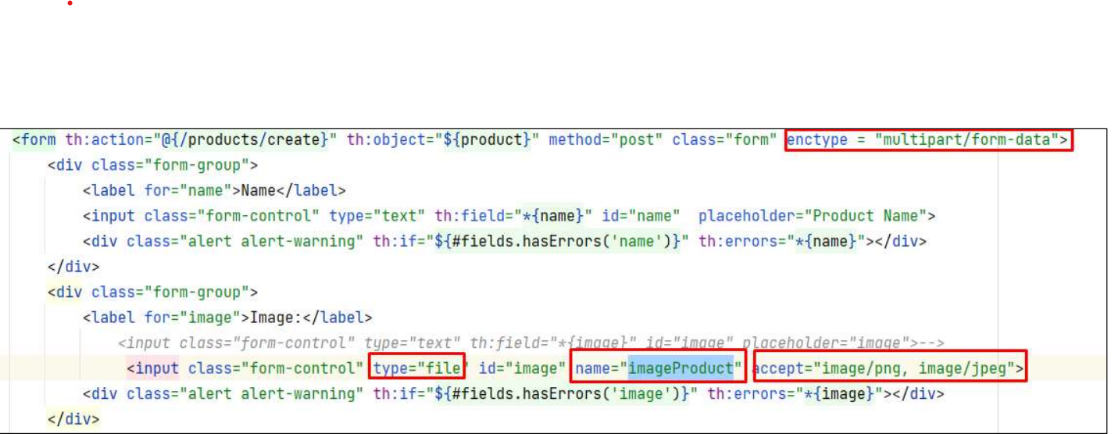 <form th:action="@{/products/create}" th:object="${product}" method="post" class="form" enctype = "multipart/form-data">
<div class="form-group">
<label for="name">Name</label>
<input class="form-control" type="text" th:field="*{name}" id="name"  placeholder="Product Name">
<div class="alert alert-warning" th:if="${#fields.hasErrors('name')}" th:errors="*{name}"></div>
</div>
<div class="form-group">
<label for="image">Image:</label>
<input class="form-control" type="text" th:field="*{image}" id="image" placeholder="image">-->
<input class="form-control" type="file" id="image" name="imageProduct" accept="image/png, image/jpeg">
<div class="alert alert-warning" th:if="${#fields.hasErrors('image')}" th:errors="*{image}"></div>
</div>